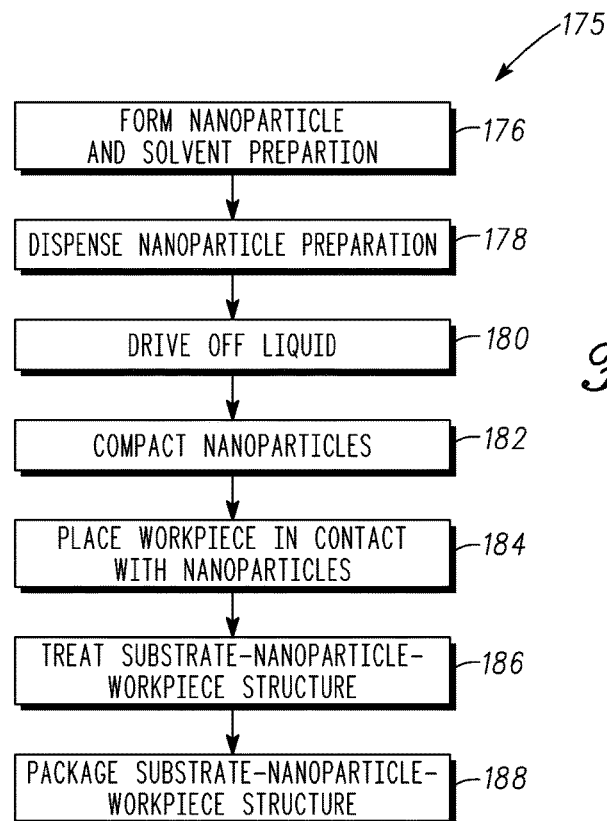 175
FORM NANOPARTICLE
AND SOLVENT PREPARTION
176
DISPENSE NANOPARTICLE PREPARATION
178
DRIVE OFF LIQUID
180
COMPACT NANOPARTICLES
182
PLACE WORKPIECE IN CONTACT
WITH NANOPARTICLES
184
TREAT SUBSTRATE-NANOPARTICLE-
WORKPIECE STRUCTURE
186
PACKAGE SUBSTRATE-NANOPARTICLE-
WORKPIECE STRUCTURE
188